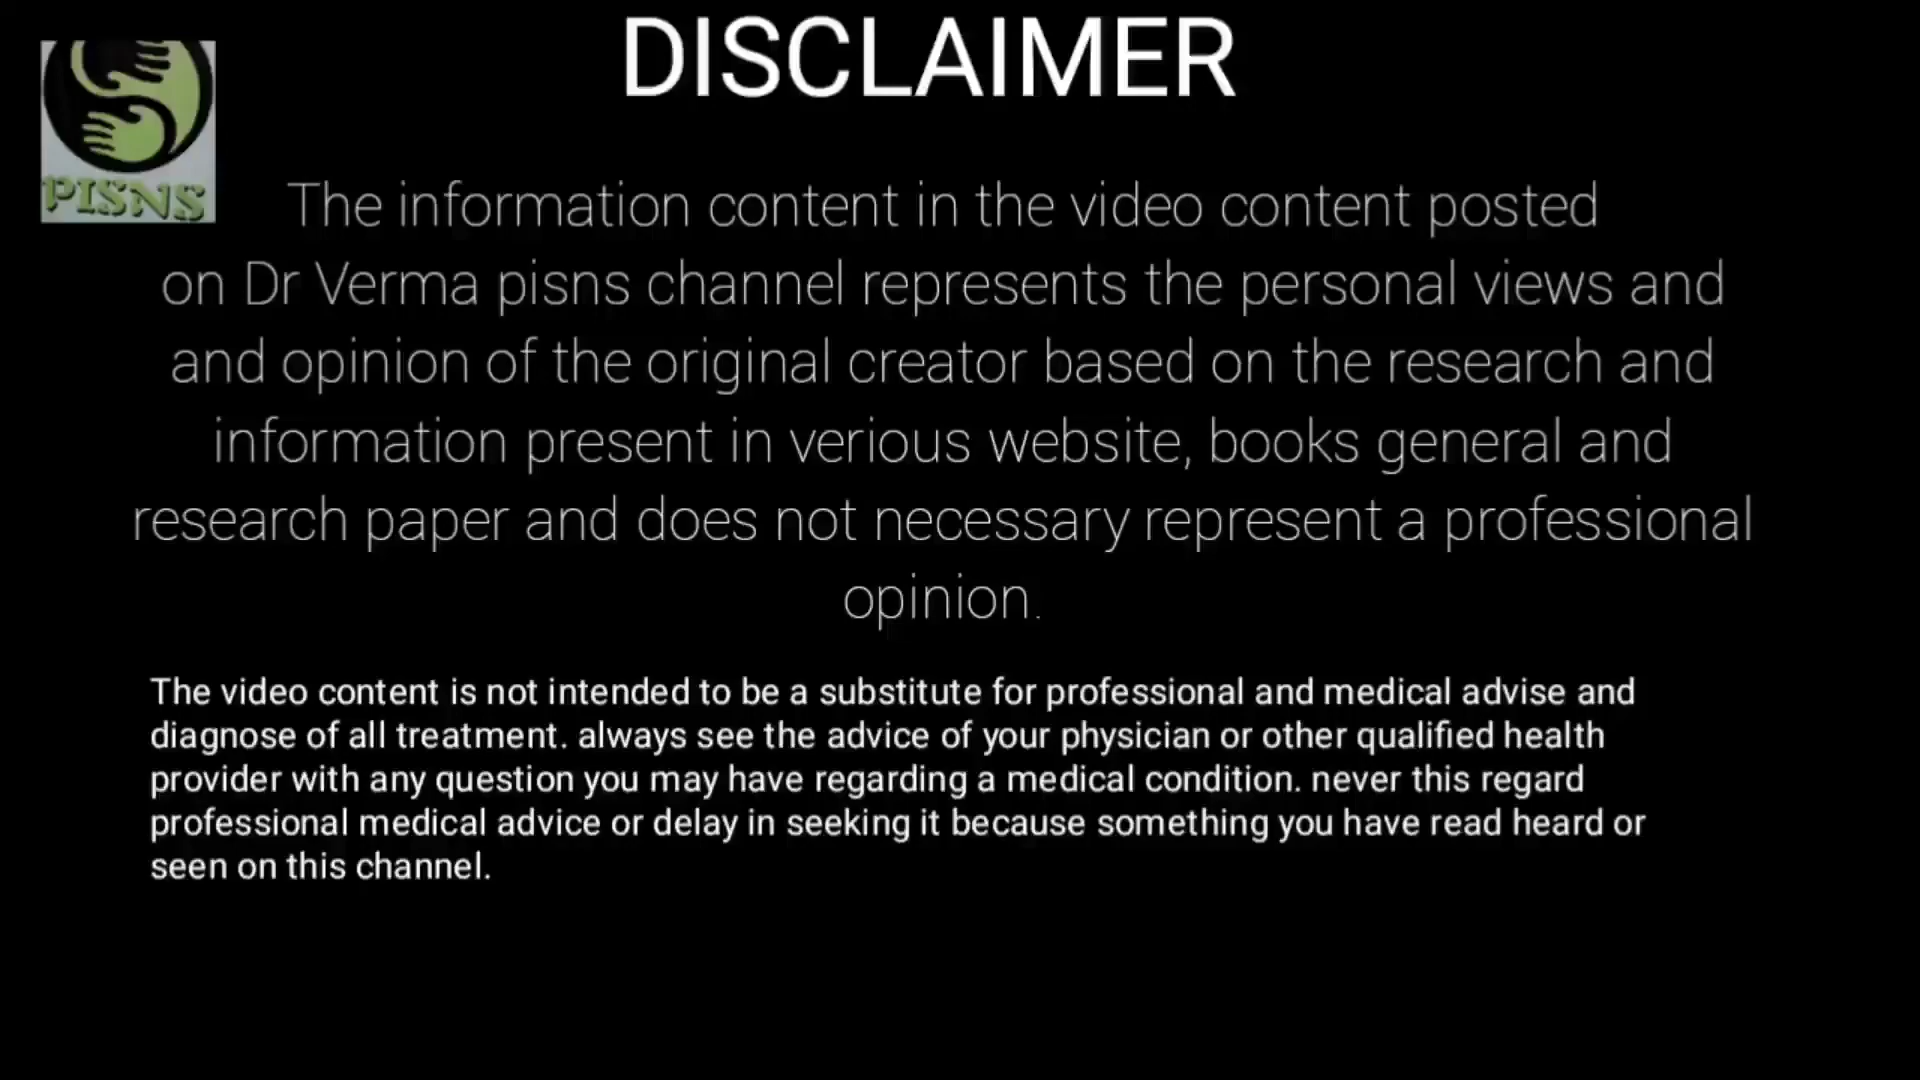 DISCLAIMER
PISNS
The information content in the video content posted
on Dr Verma pisns channel represents the personal views and
and opinion of the original creator based on the research and
information present in verious website, books general and
research paper and does not necessary represent a professional
opinion.
The video content is not intended to be a substitute for professional and medical advise and
diagnose of all treatment. always see the advice of your physician or other qualified health
provider with any question you may have regarding a medical condition. never this regard
professional medical advice or delay in seeking it because something you have read heard or
seen on this channel.